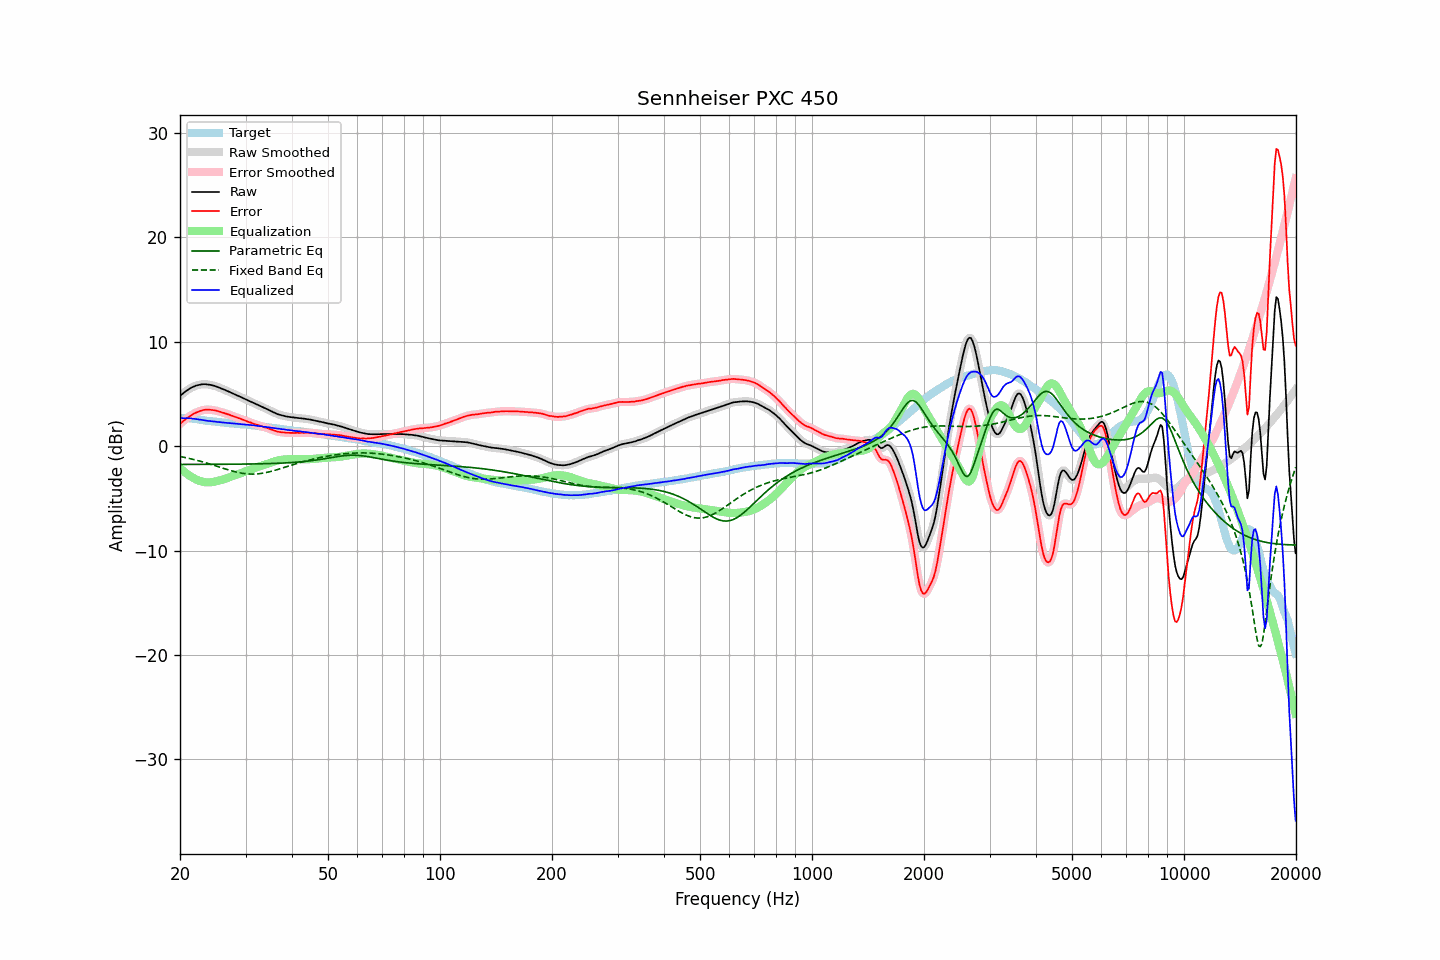 Sennheiser PXC 450
Target
Raw Smoothed
Error Smoothed
Raw
Error
Equalization
Parametric Eq
Fixed Band Eq
Equalized
30
20
10
0
−10
−20
−30
Amplitude (dBr)
20
50
100
200
500
1000
2000
5000
10000
20000
Frequency (Hz)